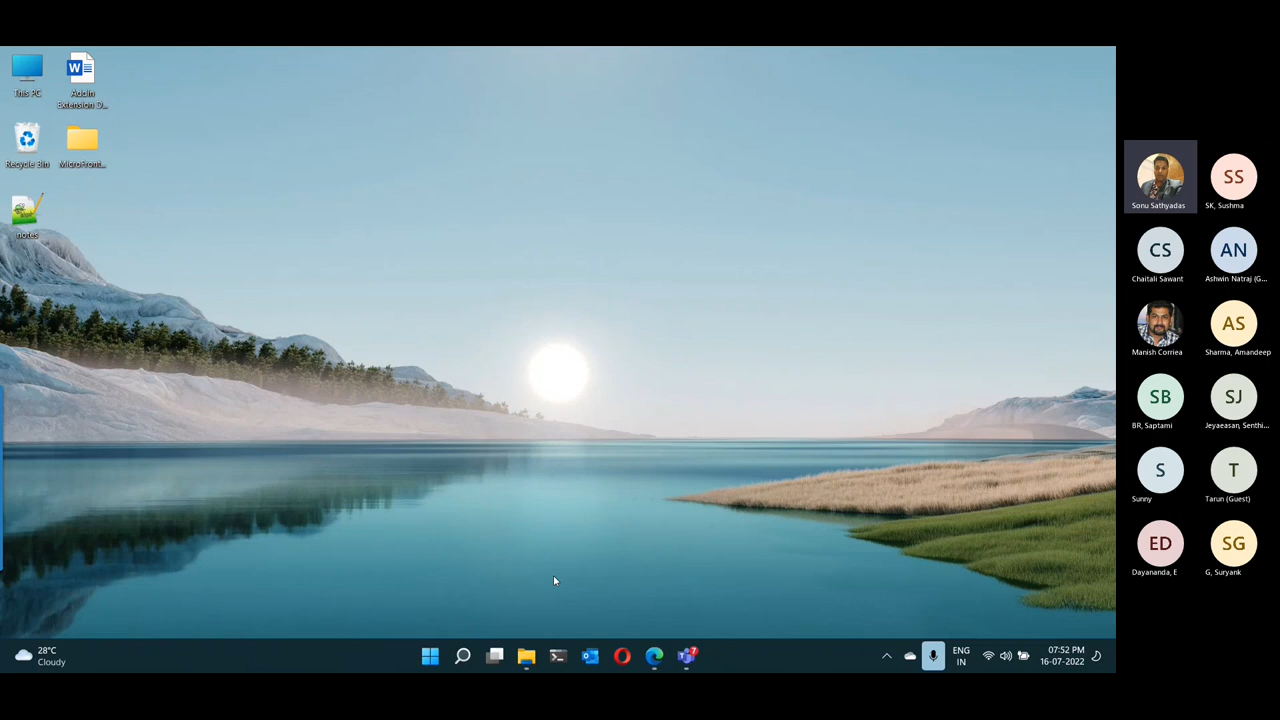 This PC
Addin
Extension D...
Recycle Bin
MicroFront...
notes
28°C
Cloudy
7
ENG
IN
07:52 PM
16-07-2022
Sonu Sathyadas
SS
SK, Sushma
CS
Chaitali Sawant
AN
Ashwin Natraj (G...
Manish Corriea
AS
Sharma, Amandeep
SB
BR, Saptami
SJ
Jeyaeasan, Senthi...
S
Sunny
T
Tarun (Guest)
ED
Dayananda, E
SG
G, Suryank